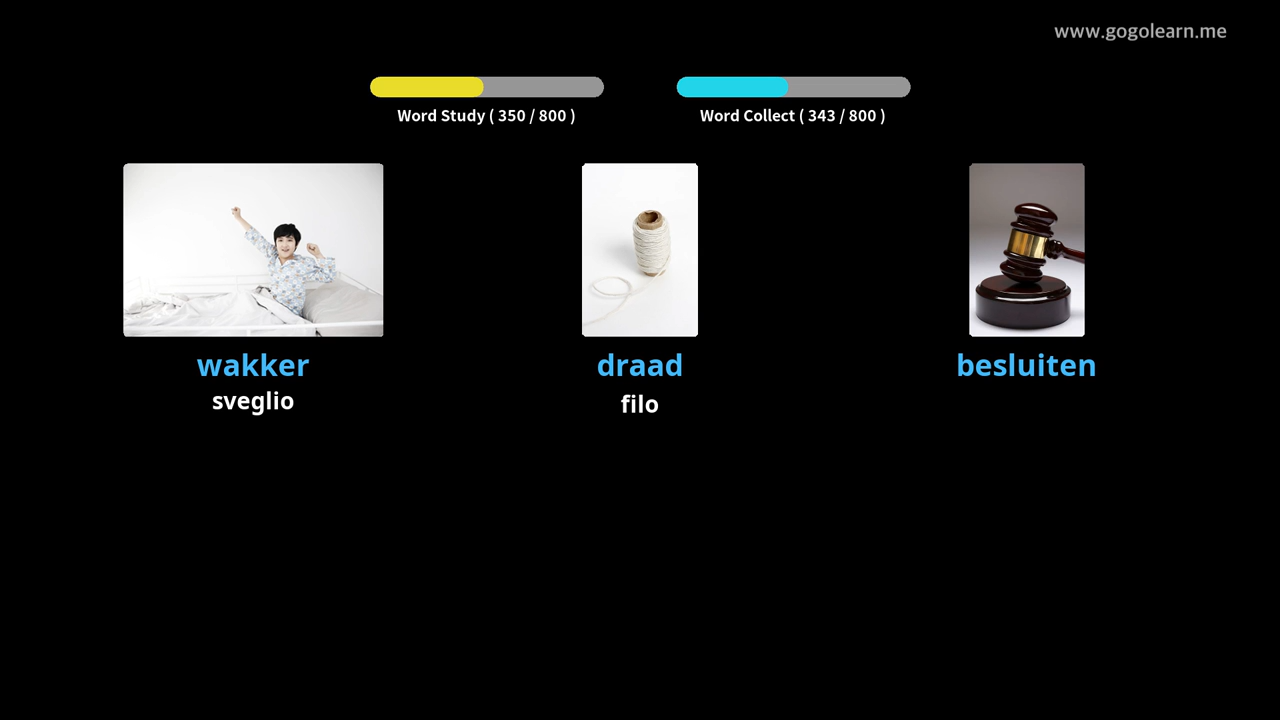 www.gogolearn.me
Word Study ( 350 / 800 )
Word Collect ( 343 / 800 )
wakker
sveglio
draad
filo
besluiten